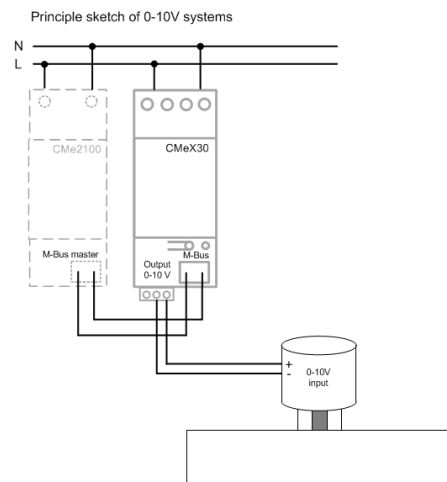 Principle sketch of 0-10V systems
N
L
CMe2100
CMeX30
M-Bus master
Output
0-10 V
M-Bus
+
-
0-10V
input